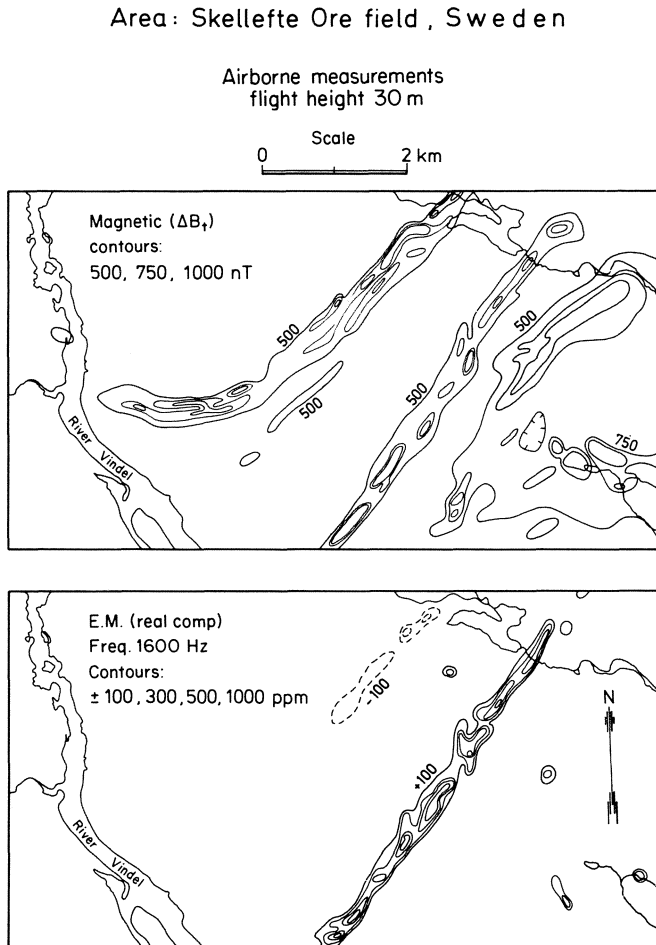 Area: Skellefte Ore field, Sweden
Airborne measurements
flight height 30 m
Scale
0 2 km
Magnetic (ΔBt)
contours:
500, 750, 1000 nT
500
500
500
500
750
River Vindel
E.M. (real comp)
Freq. 1600 Hz
Contours:
± 100, 300, 500, 1000 ppm
-100
+100
N
River Vindel